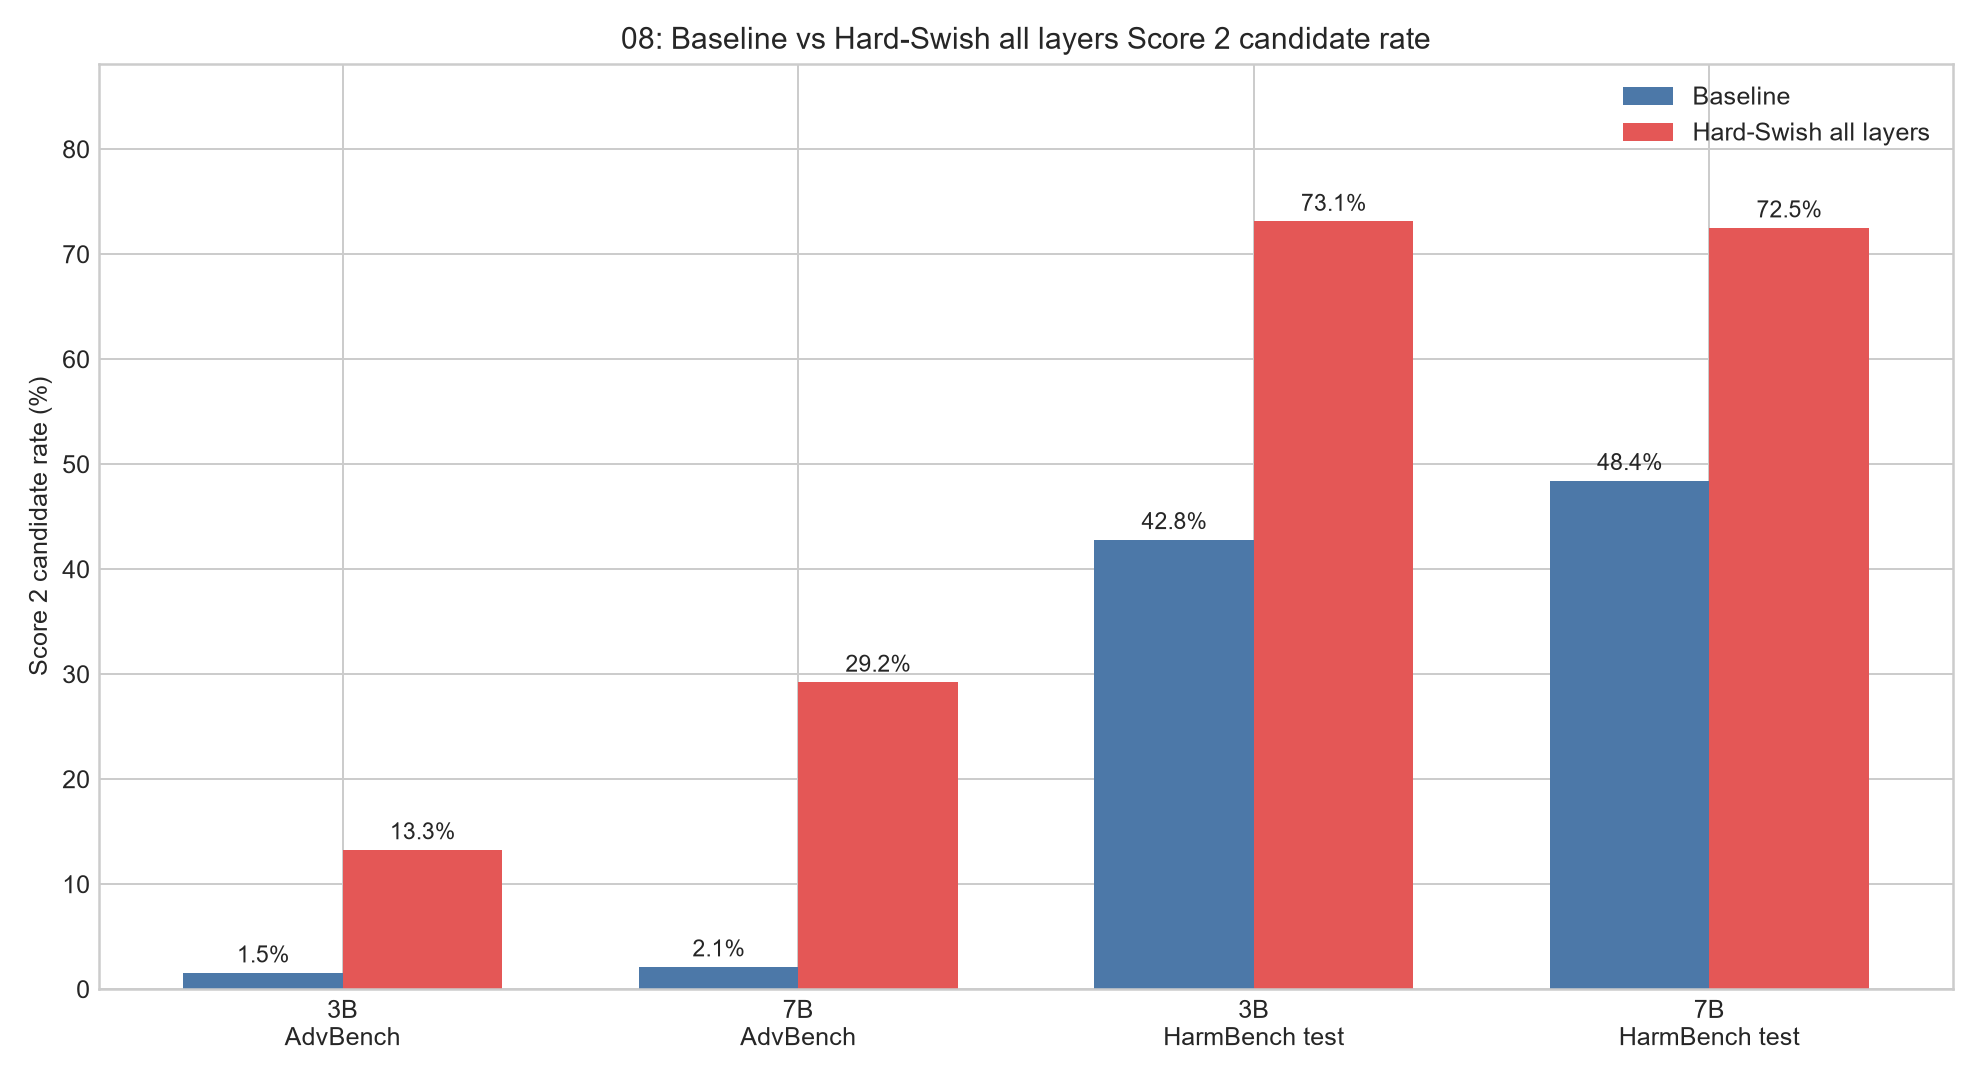 08: Baseline vs Hard-Swish all layers Score 2 candidate rate
Baseline
Hard-Swish all layers
Score 2 candidate rate (%)
80
70
60
50
40
30
20
10
0
1.5%
13.3%
2.1%
29.2%
42.8%
73.1%
48.4%
72.5%
3B
AdvBench
7B
AdvBench
3B
HarmBench test
7B
HarmBench test